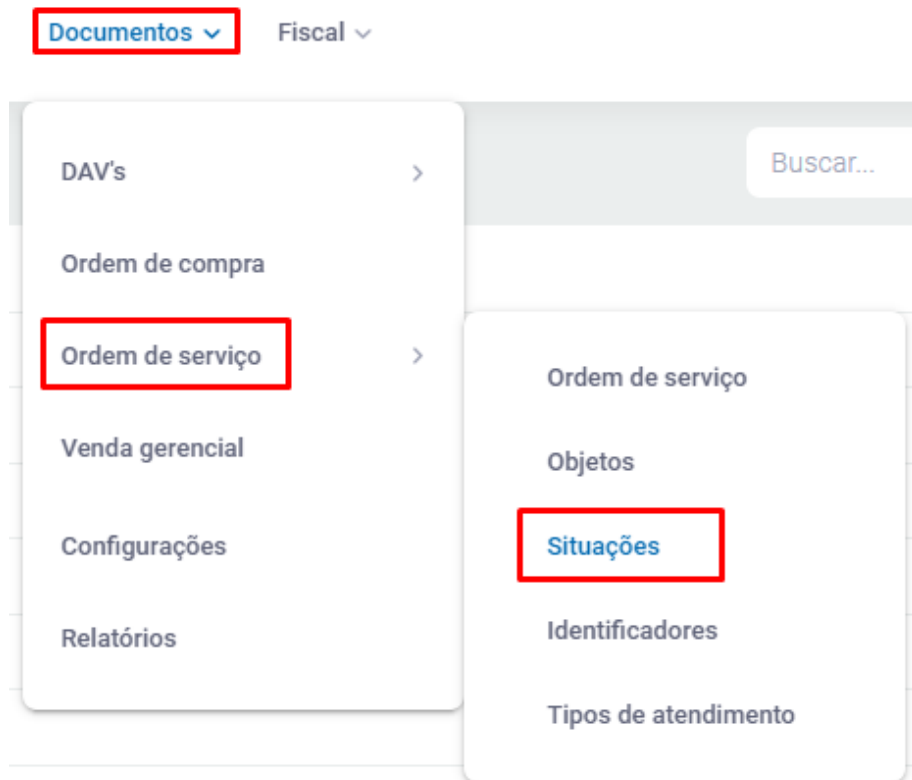 Documentos
Fiscal
DAV's
Buscar...
Ordem de compra
Ordem de serviço
Venda gerencial
Configurações
Relatórios
Ordem de serviço
Objetos
Situações
Identificadores
Tipos de atendimento